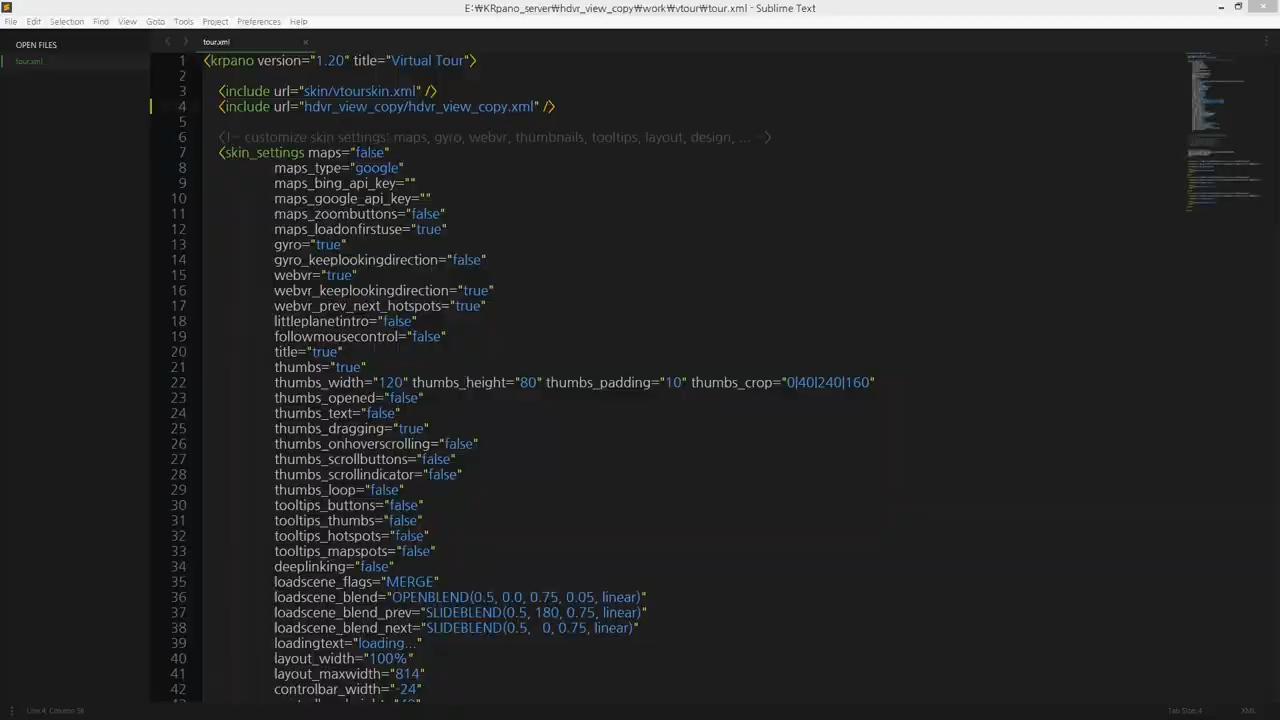 E:₩KRpano_server₩hdvr_view_copy₩work₩vtour₩tour.xml - Sublime Text
File Edit Selection Find View Goto Tools Project Preferences Help
OPEN FILES
tour.xml
tour.xml
1 <krpano version="1.20" title="Virtual Tour">
2
3 <include url="skin/vtourskin.xml" />
4 <include url="hdvr_view_copy/hdvr_view_copy.xml" />
5
6 <!-- customize skin settings: maps, gyro, webvr, thumbnails, tooltips, layout, design, ... -->
7 <skin_settings maps="false"
8 maps_type="google"
9 maps_bing_api_key=""
10 maps_google_api_key=""
11 maps_zoombuttons="false"
12 maps_loadonfirstuse="true"
13 gyro="true"
14 gyro_keeplookingdirection="false"
15 webvr="true"
16 webvr_keeplookingdirection="true"
17 webvr_prev_next_hotspots="true"
18 littleplanetintro="false"
19 followmousecontrol="false"
20 title="true"
21 thumbs="true"
22 thumbs_width="120" thumbs_height="80" thumbs_padding="10" thumbs_crop="0|40|240|160"
23 thumbs_opened="false"
24 thumbs_text="false"
25 thumbs_dragging="true"
26 thumbs_onhoverscrolling="false"
27 thumbs_scrollbuttons="false"
28 thumbs_scrollindicator="false"
29 thumbs_loop="false"
30 tooltips_buttons="false"
31 tooltips_thumbs="false"
32 tooltips_hotspots="false"
33 tooltips_mapspots="false"
34 deeplinking="false"
35 loadscene_flags="MERGE"
36 loadscene_blend="OPENBLEND(0.5, 0.0, 0.75, 0.05, linear)"
37 loadscene_blend_prev="SLIDEBLEND(0.5, 180, 0.75, linear)"
38 loadscene_blend_next="SLIDEBLEND(0.5,   0, 0.75, linear)"
39 loadingtext="loading..."
40 layout_width="100%"
41 layout_maxwidth="814"
42 controlbar_width="-24"
Line 4, Column 56
Tab Size: 4
XML